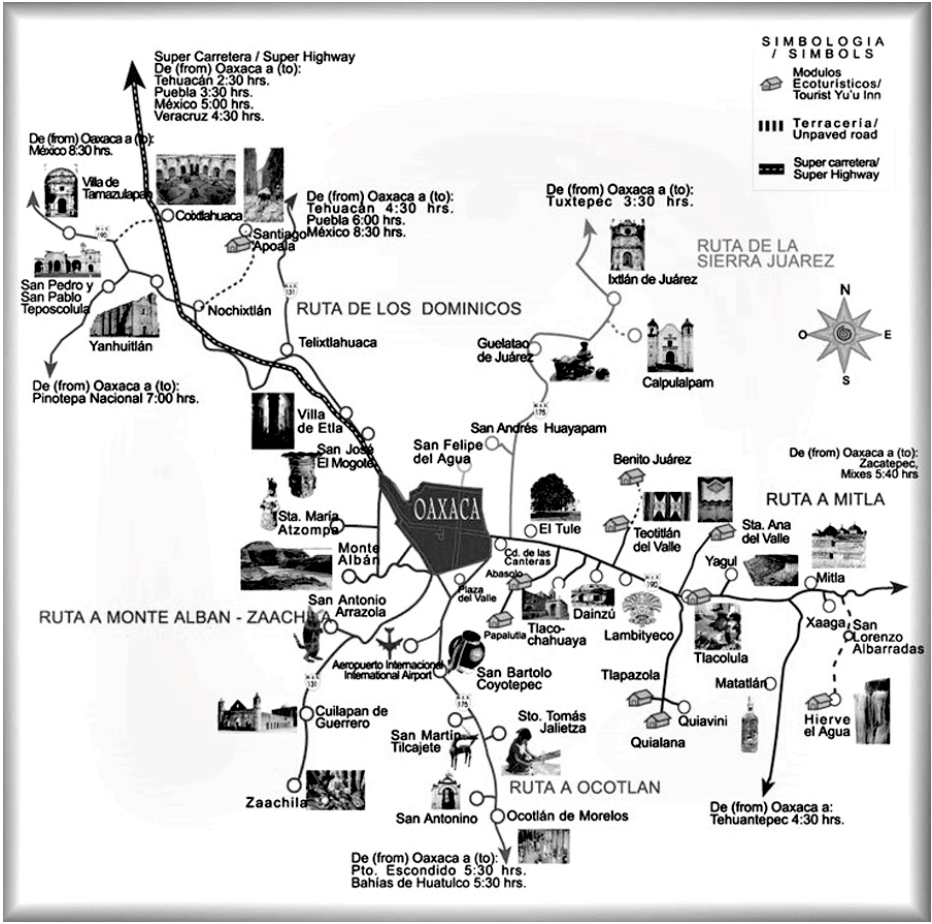 SIMBOLOGIA
/ SIMBOLS
Modulos
Ecoturísticos/
Tourist Yu'u Inn
Terracería/
Unpaved road
Super carretera/
Super Highway
Super Carretera / Super Highway
De (from) Oaxaca a (to):
Tehuacán 2:30 hrs.
Puebla 3:30 hrs.
México 5:00 hrs.
Veracruz 4:30 hrs.
De (from) Oaxaca a (to):
México 8:30 hrs.
Villa de
Tamazulapan
Coixtlahuaca
190
De (from) Oaxaca a (to):
Tehuacán 4:30 hrs.
Puebla 6:00 hrs.
México 8:30 hrs.
Santiago
Apoala
De (from) Oaxaca a (to):
Tuxtepéc 3:30 hrs.
RUTA DE LA
SIERRA JUAREZ
Ixtlán de Juárez
San Pedro y
San Pablo
Teposcolula
Yanhuitlán
Nochixtlán
131
RUTA DE LOS DOMINICOS
Telixtlahuaca
Guelatao
de Juárez
Calpulalpam
N
O
E
S
De (from) Oaxaca a (to):
Pinotepa Nacional 7:00 hrs.
175
Villa
de Etla
San José
El Mogote
San Felipe
del Agua
San Andrés Huayapam
Benito Juárez
De (from) Oaxaca a (to):
Zacatepec,
Mixes 5:40 hrs
RUTA A MITLA
OAXACA
Sta. María
Atzompa
El Tule
Teotitlán
del Valle
Sta. Ana
del Valle
Monte
Albán
Cd. de las
Canteras
Abasolo
Yagul
Mitla
Plaza
del Valle
190
San Antonio
Arrazola
RUTA A MONTE ALBAN - ZAACHILA
Papalutla
Tlaco-
chahuaya
Dainzú
Lambityeco
Tlacolula
Xaaga
San
Lorenzo
Albarradas
Aeropuerto Internacional
International Airport
San Bartolo
Coyotepec
131
175
Tlapazola
Matatlán
Quiavini
Quialana
Hierve
el Agua
Cuilapan de
Guerrero
San Martín
Tilcajete
Sto. Tomás
Jalietza
Zaachila
RUTA A OCOTLAN
San Antonino
Ocotlán de Morelos
De (from) Oaxaca a:
Tehuantepec 4:30 hrs.
De (from) Oaxaca a (to):
Pto. Escondido 5:30 hrs.
Bahías de Huatulco 5:30 hrs.